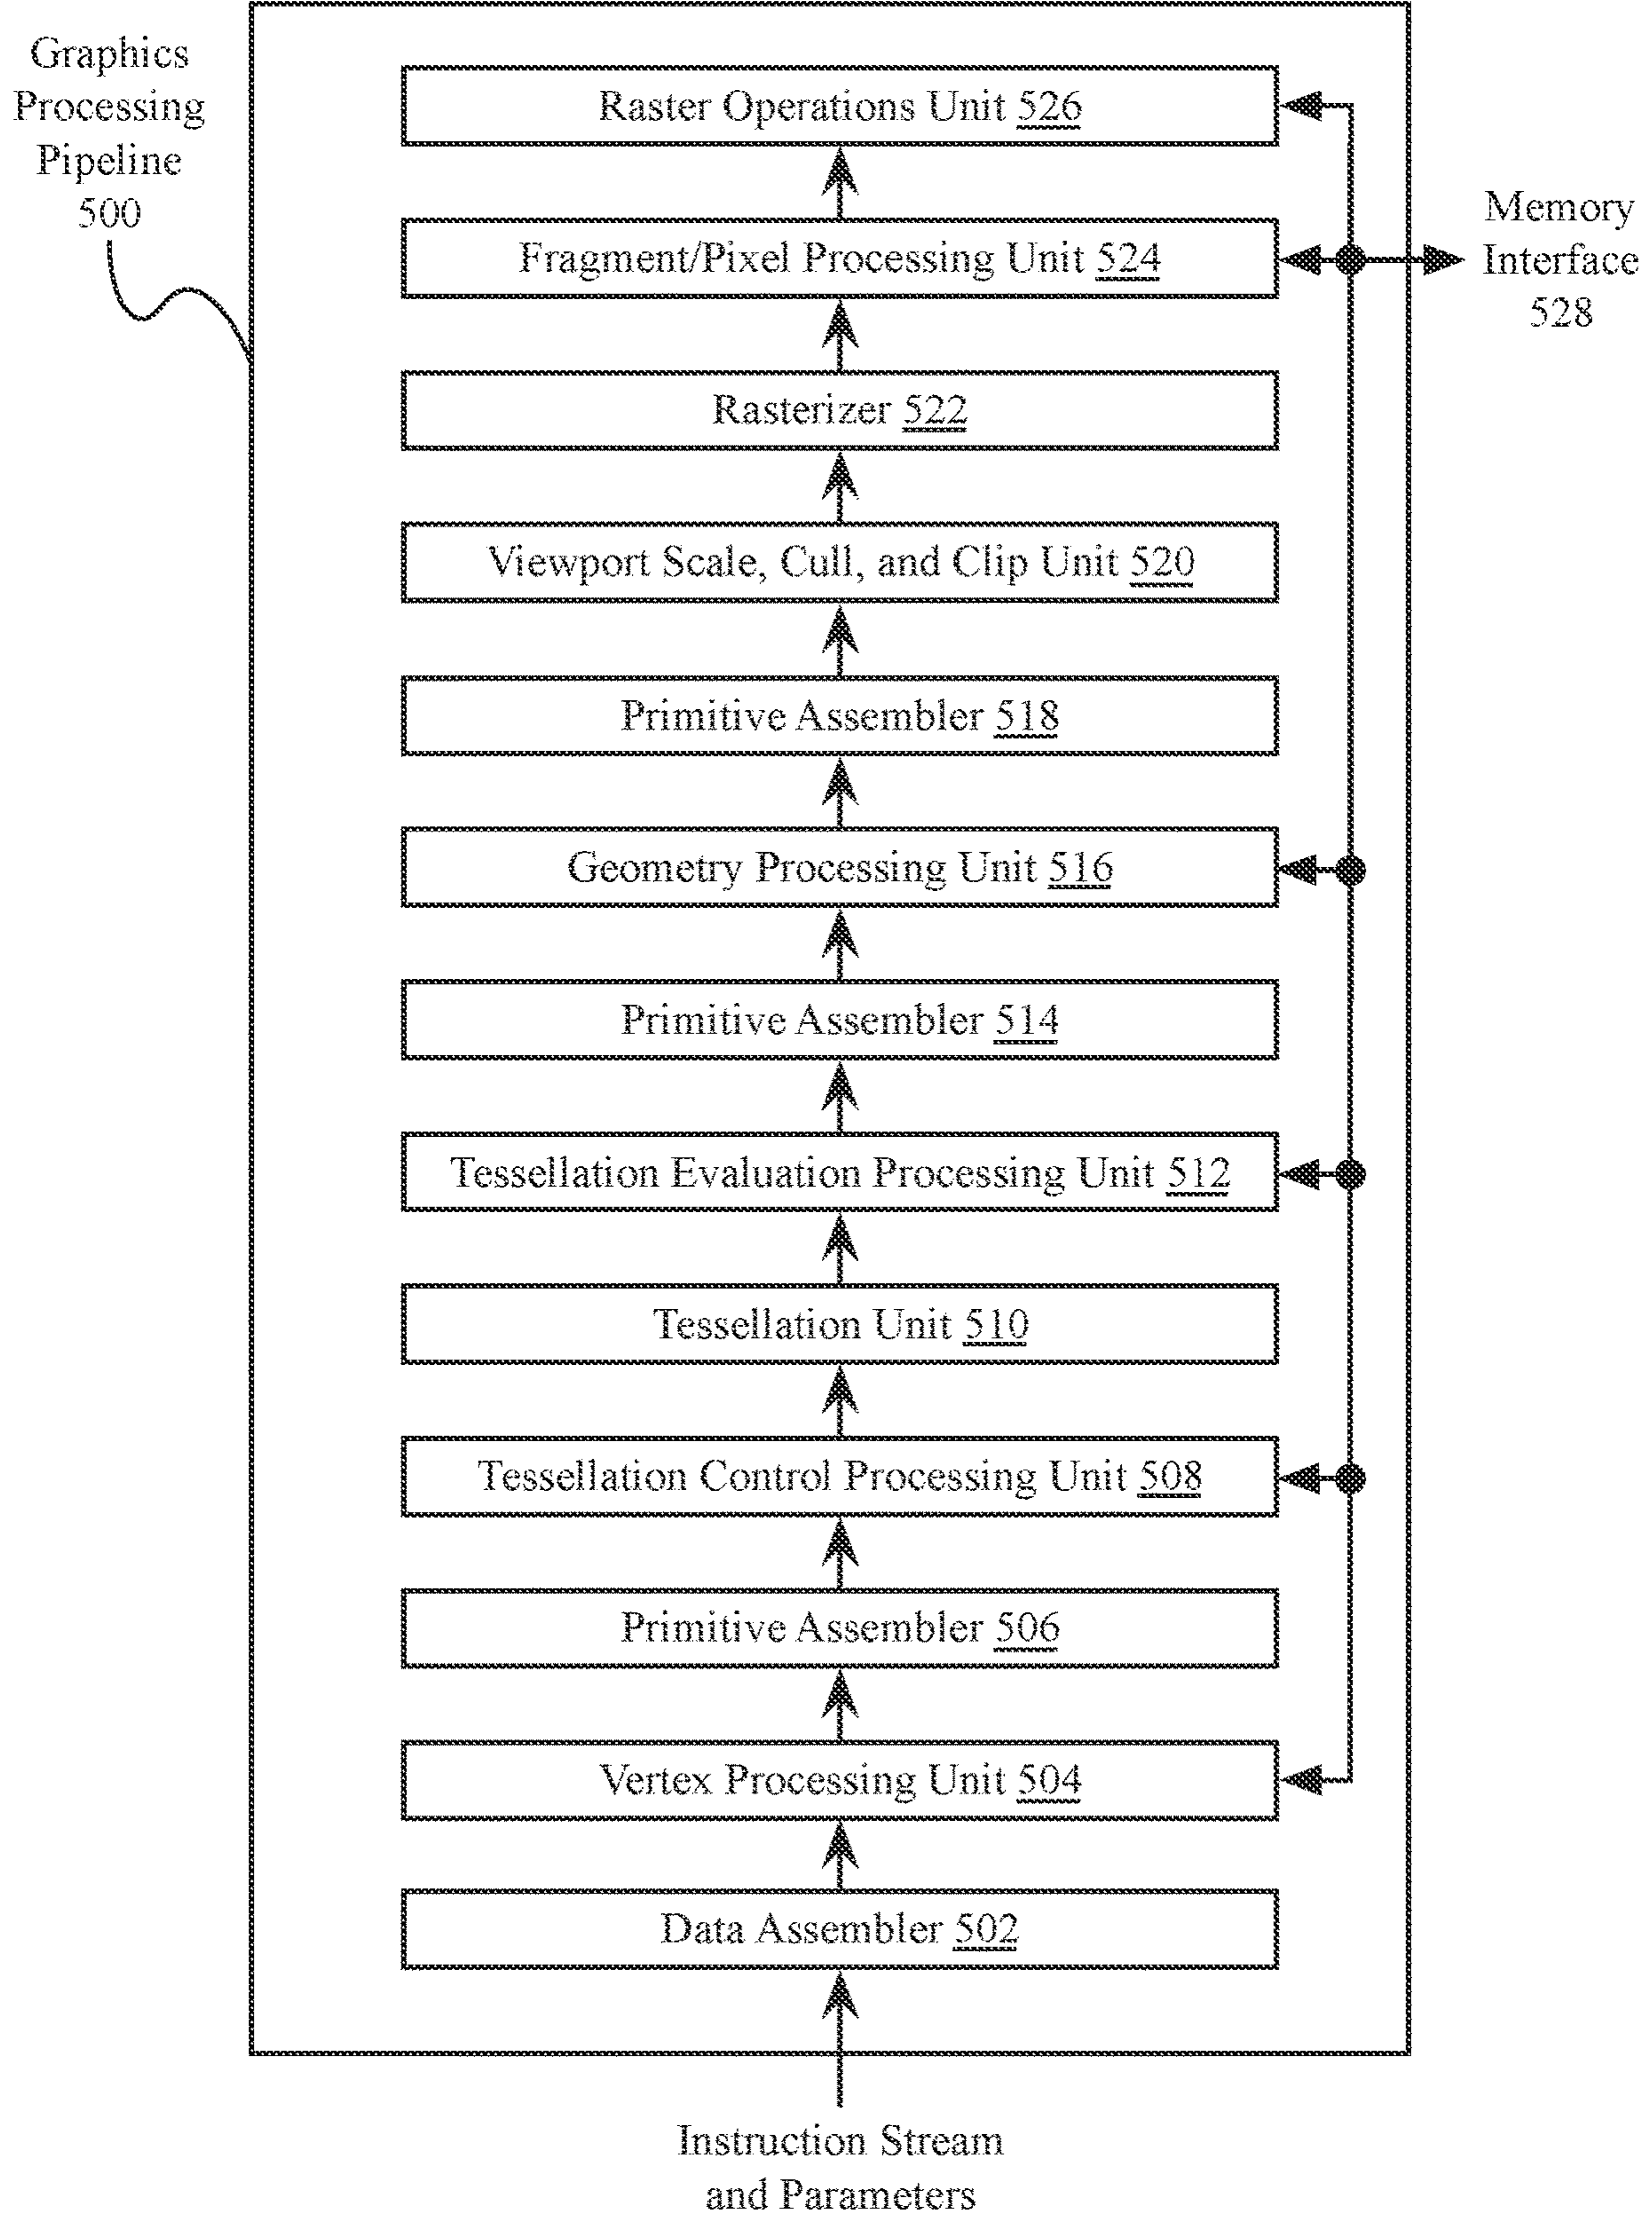 Graphics
Processing
Pipeline
500
Raster Operations Unit 526
Fragment/Pixel Processing Unit 524
Memory
Interface
528
Rasterizer 522
Viewport Scale, Cull, and Clip Unit 520
Primitive Assembler 518
Geometry Processing Unit 516
Primitive Assembler 514
Tessellation Evaluation Processing Unit 512
Tessellation Unit 510
Tessellation Control Processing Unit 508
Primitive Assembler 506
Vertex Processing Unit 504
Data Assembler 502
Instruction Stream
and Parameters